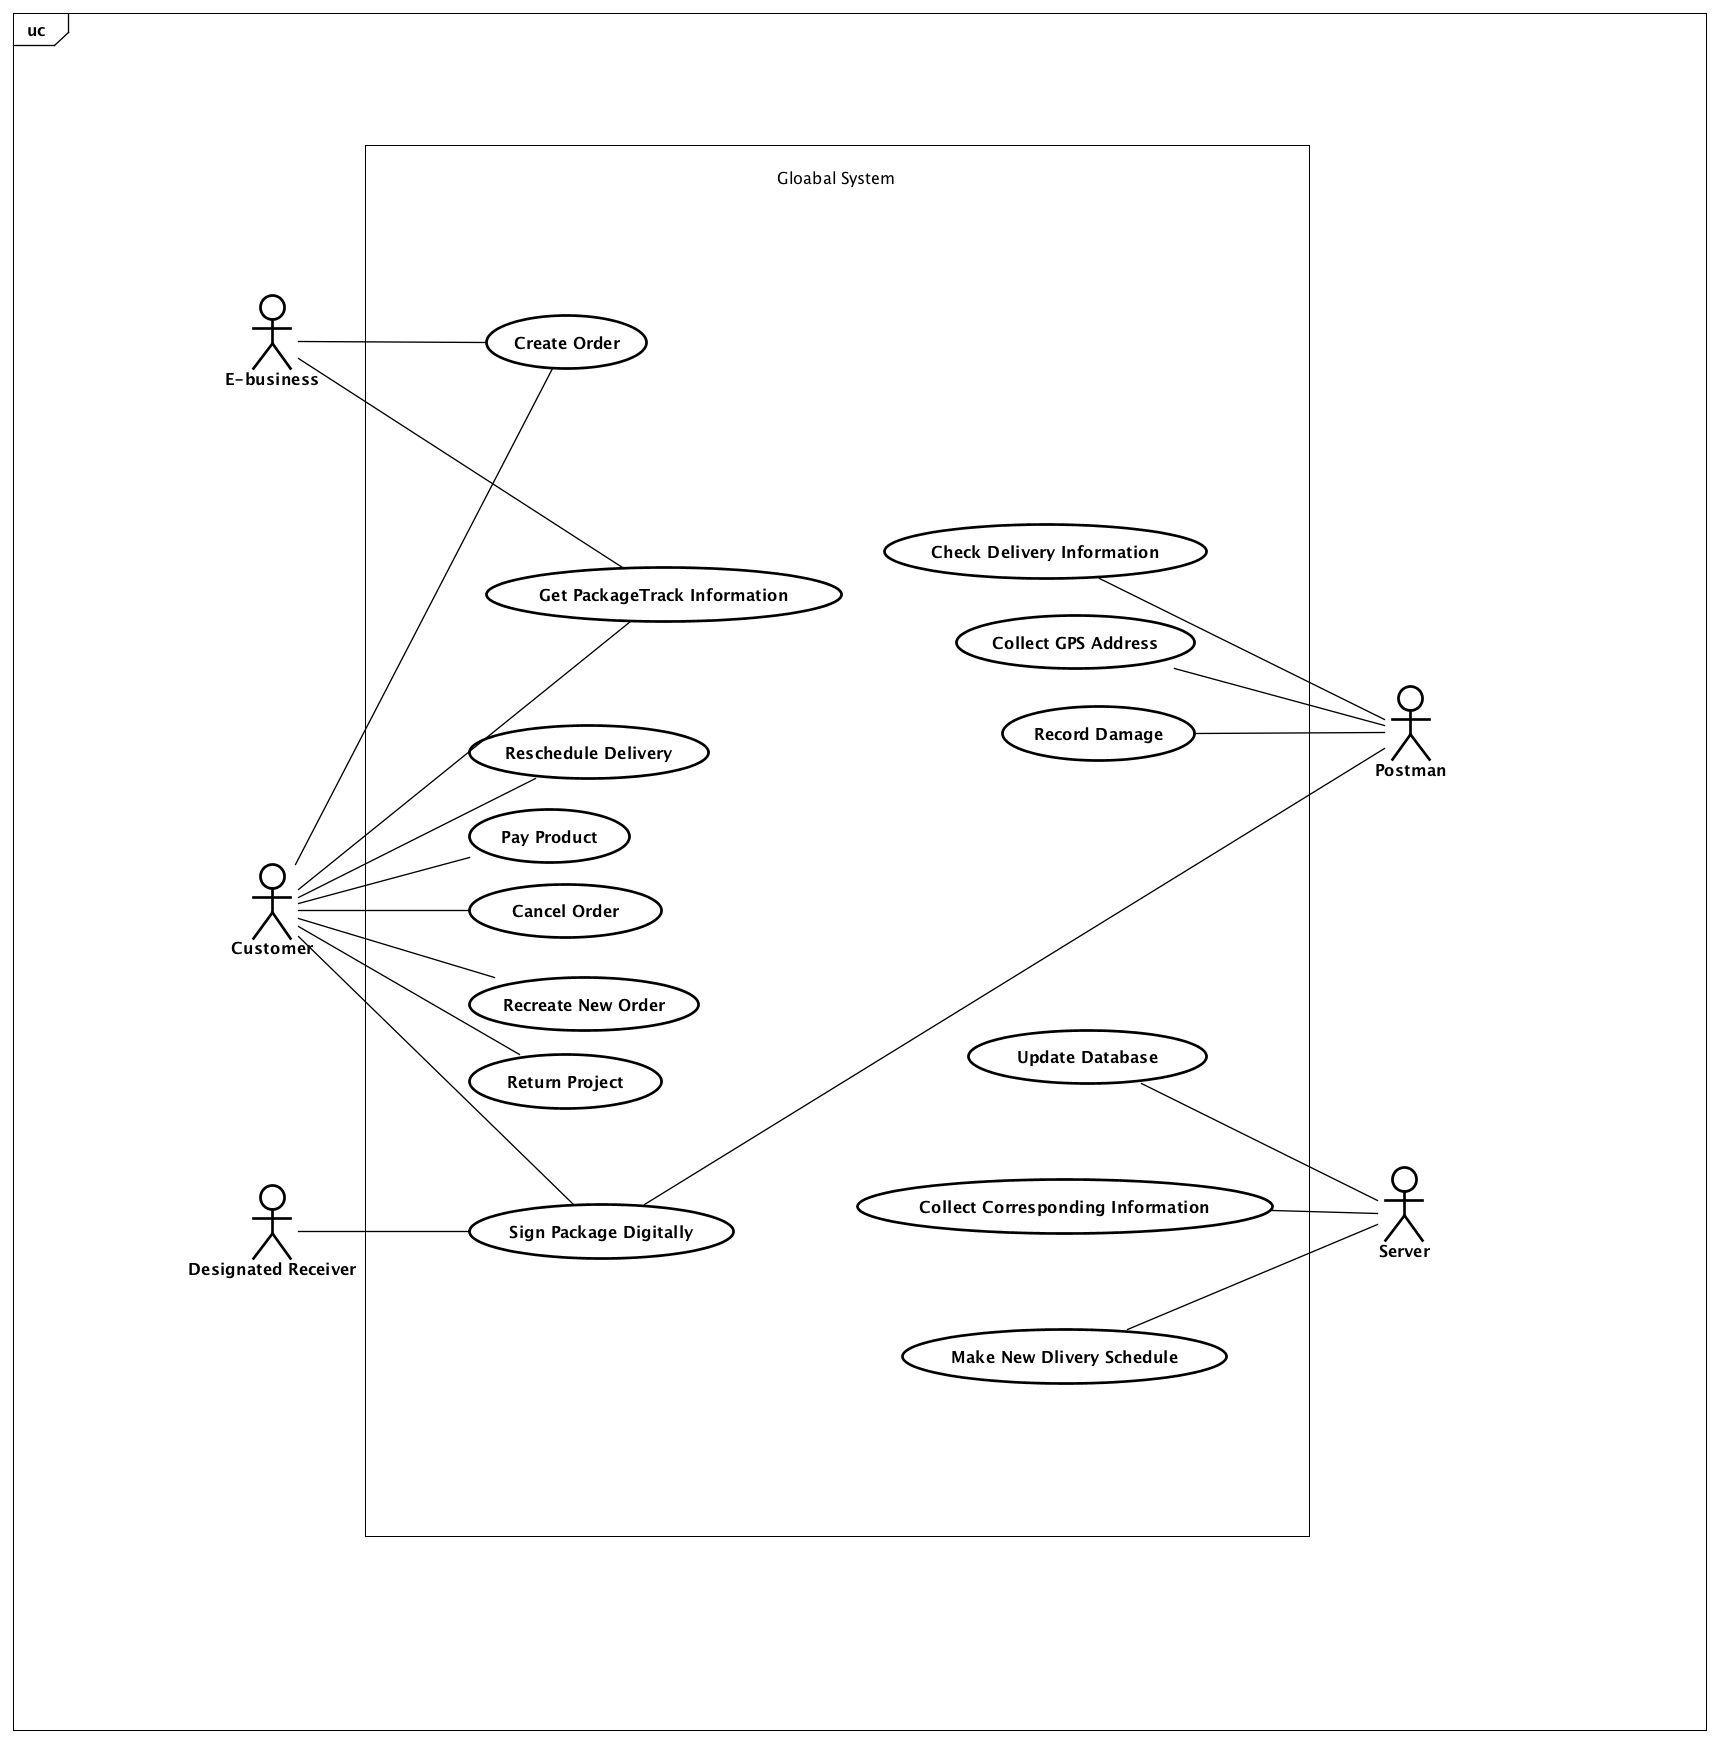 uc
Gloabal System
E-business
Create Order
Check Delivery Information
Get PackageTrack Information
Collect GPS Address
Record Damage
Reschedule Delivery
Postman
Pay Product
Cancel Order
Customer
Recreate New Order
Update Database
Return Project
Collect Corresponding Information
Sign Package Digitally
Server
Designated Receiver
Make New Dlivery Schedule